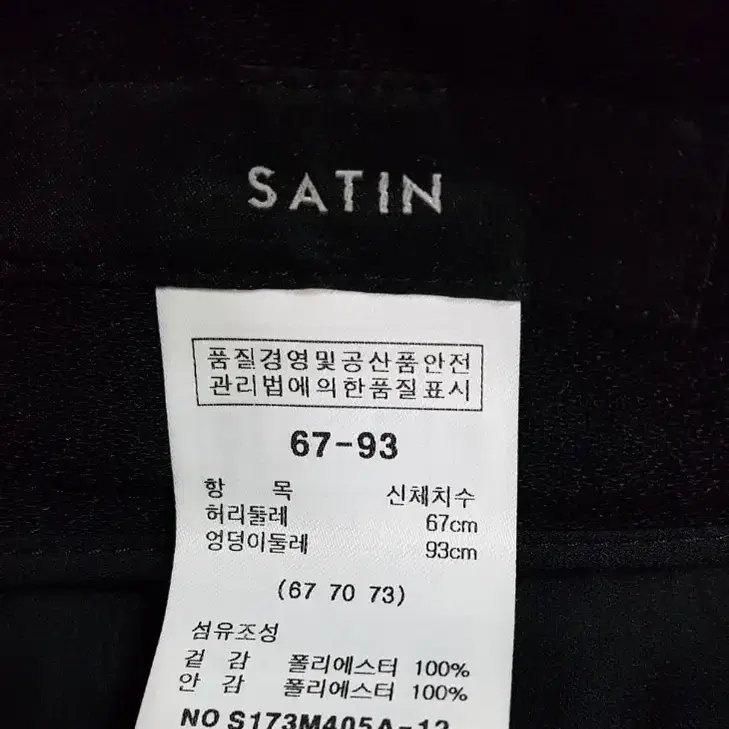 SATIN
품질경영및공산품안전
관리법에의한품질표시
67-93
항 목 신체치수
허리둘레 67cm
엉덩이둘레 93cm
(67 70 73)
섬유조성
겉 감 폴리에스터 100%
안 감 폴리에스터 100%
NO S173M405A-12